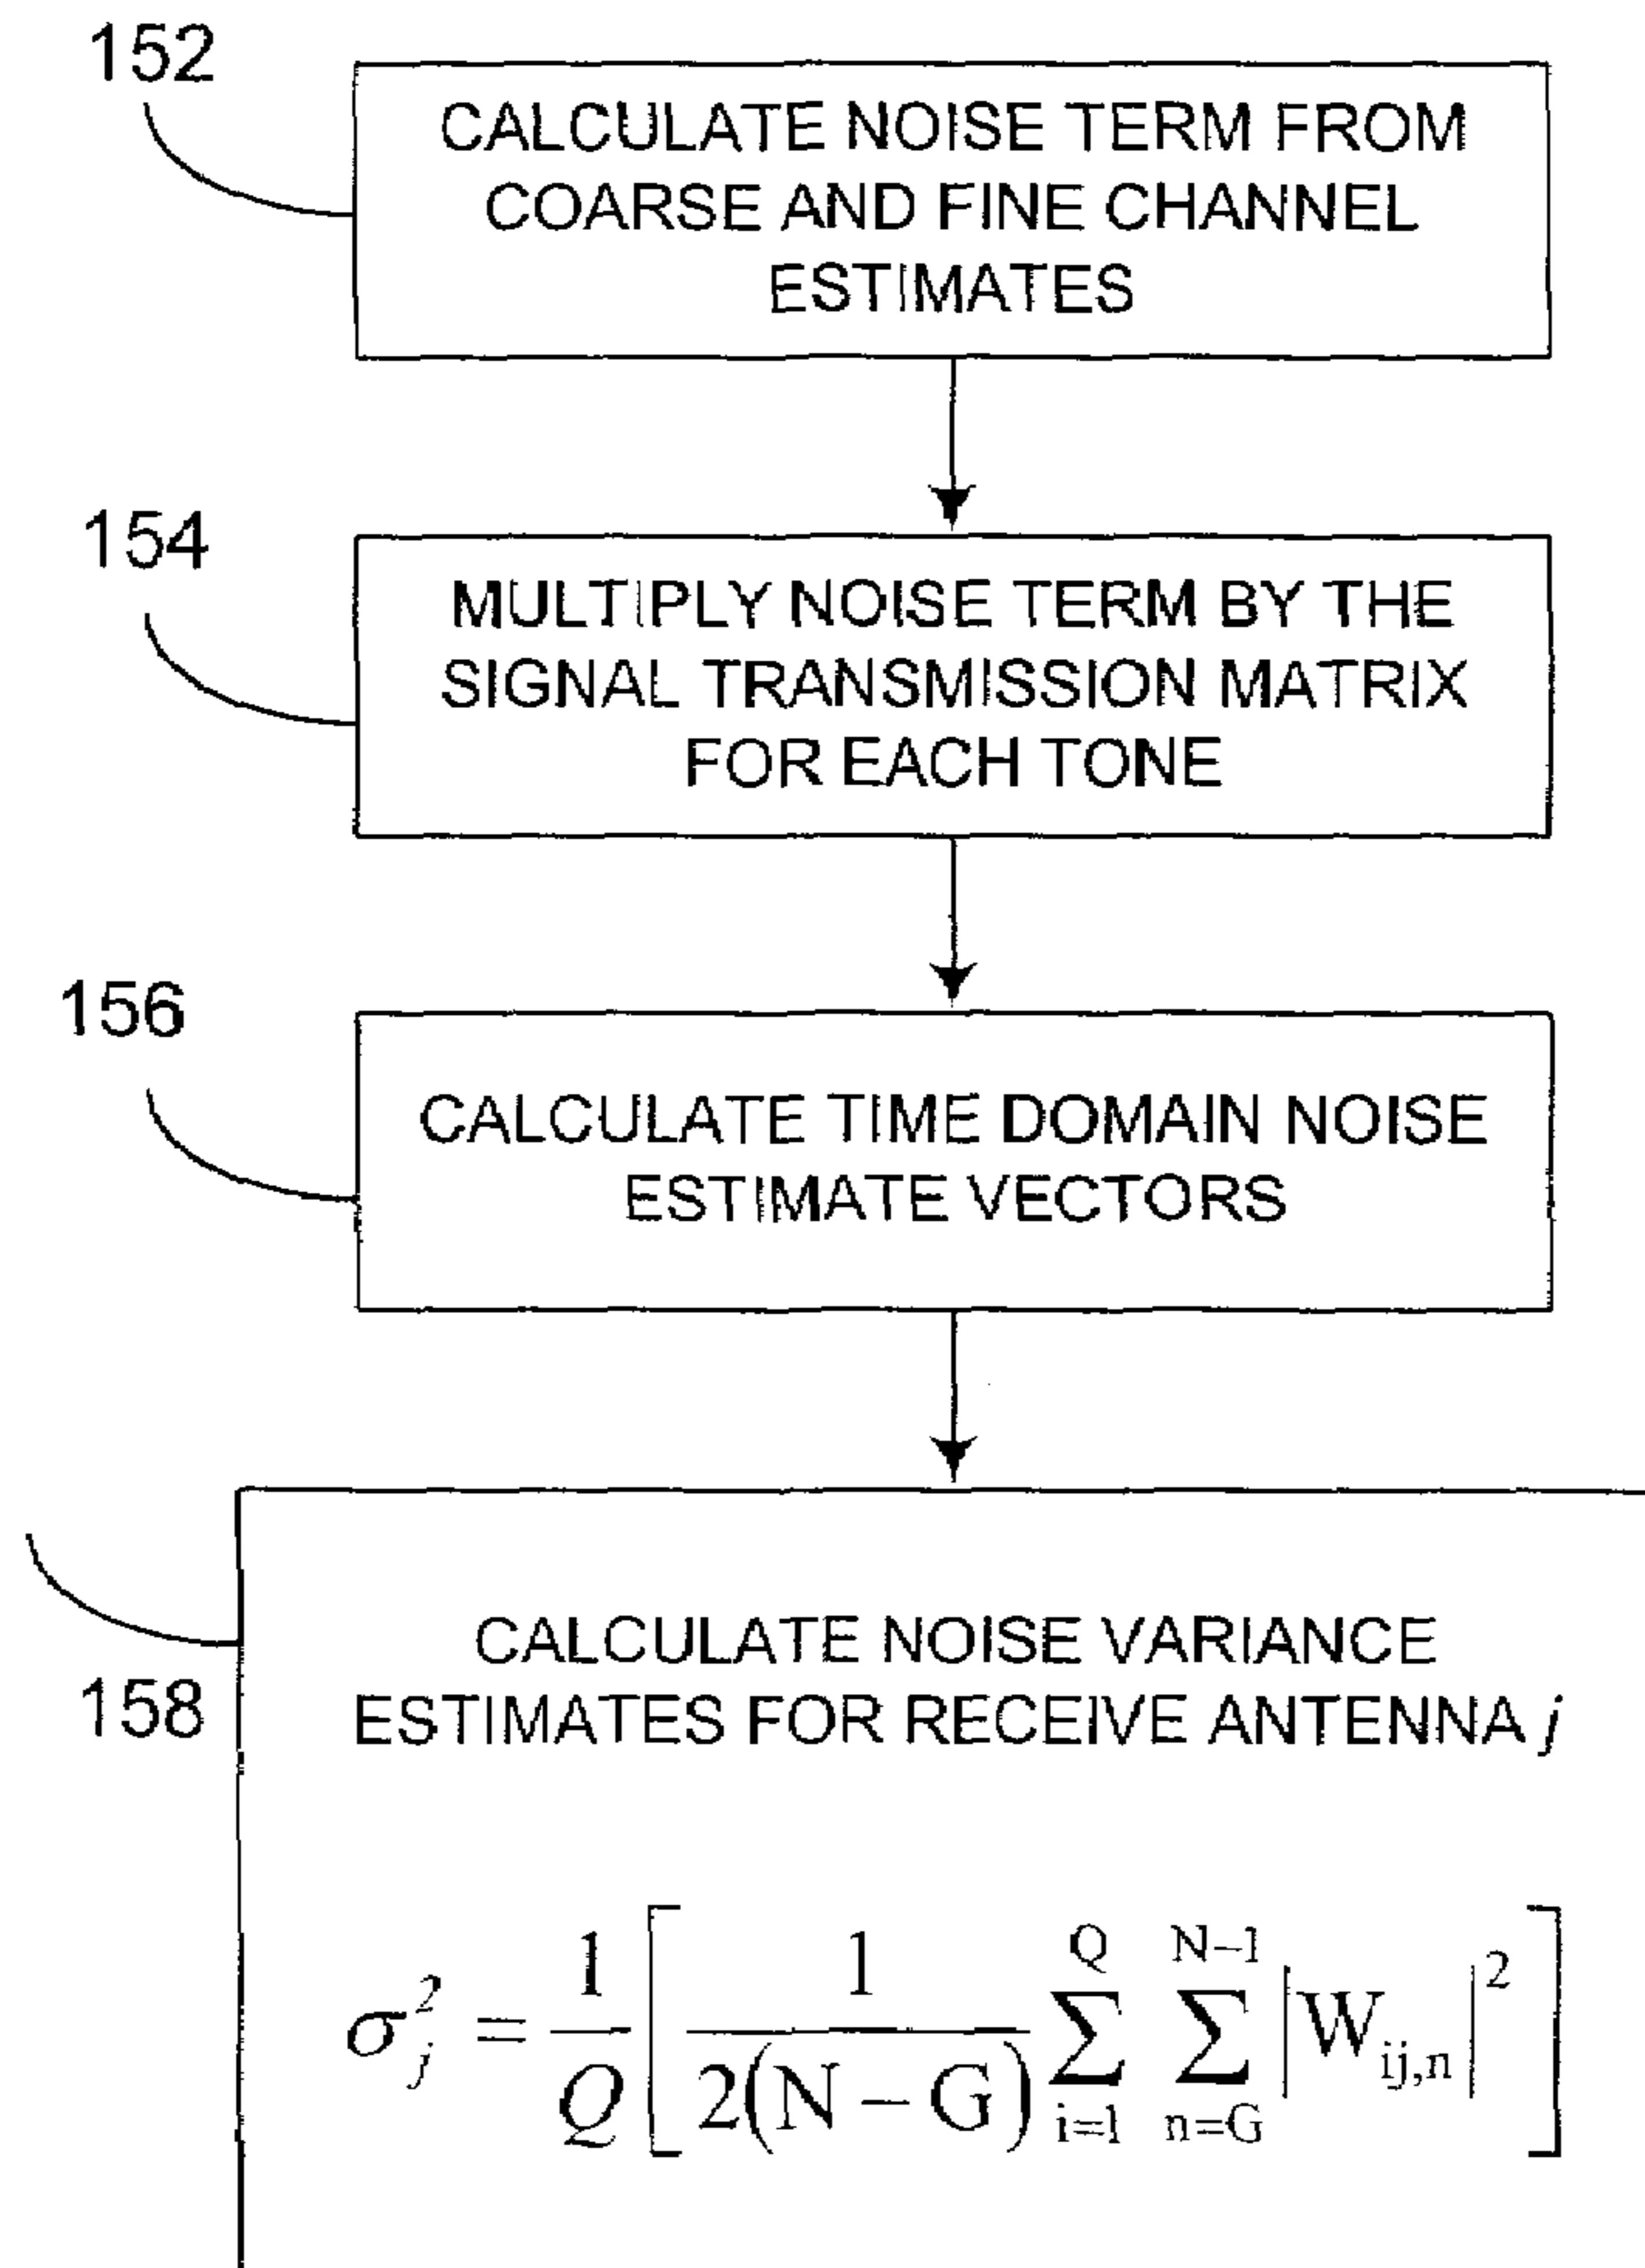 152
CALCULATE NOISE TERM FROM
COARSE AND FINE CHANNEL
ESTIMATES
154
MULTIPLY NOISE TERM BY THE
SIGNAL TRANSMISSION MATRIX
FOR EACH TONE
156
CALCULATE TIME DOMAIN NOISE
ESTIMATE VECTORS
158
CALCULATE NOISE VARIANCE
ESTIMATES FOR RECEIVE ANTENNA j
σ_j^2 = 1/Q [ 1/(2(N−G)) ∑_{i=1}^{Q} ∑_{n=G}^{N−1} |W_{ij,n}|^2 ]